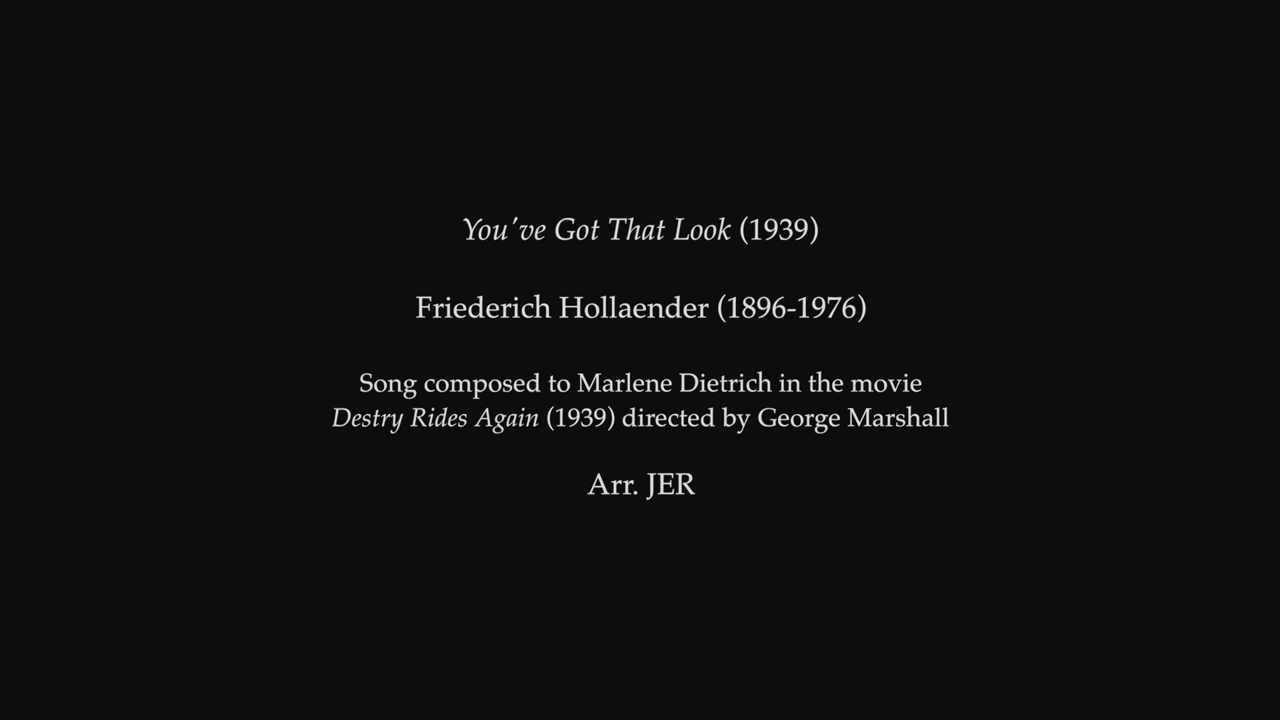 You've Got That Look (1939)
Friederich Hollaender (1896-1976)
Song composed to Marlene Dietrich in the movie
Destry Rides Again (1939) directed by George Marshall
Arr. JER